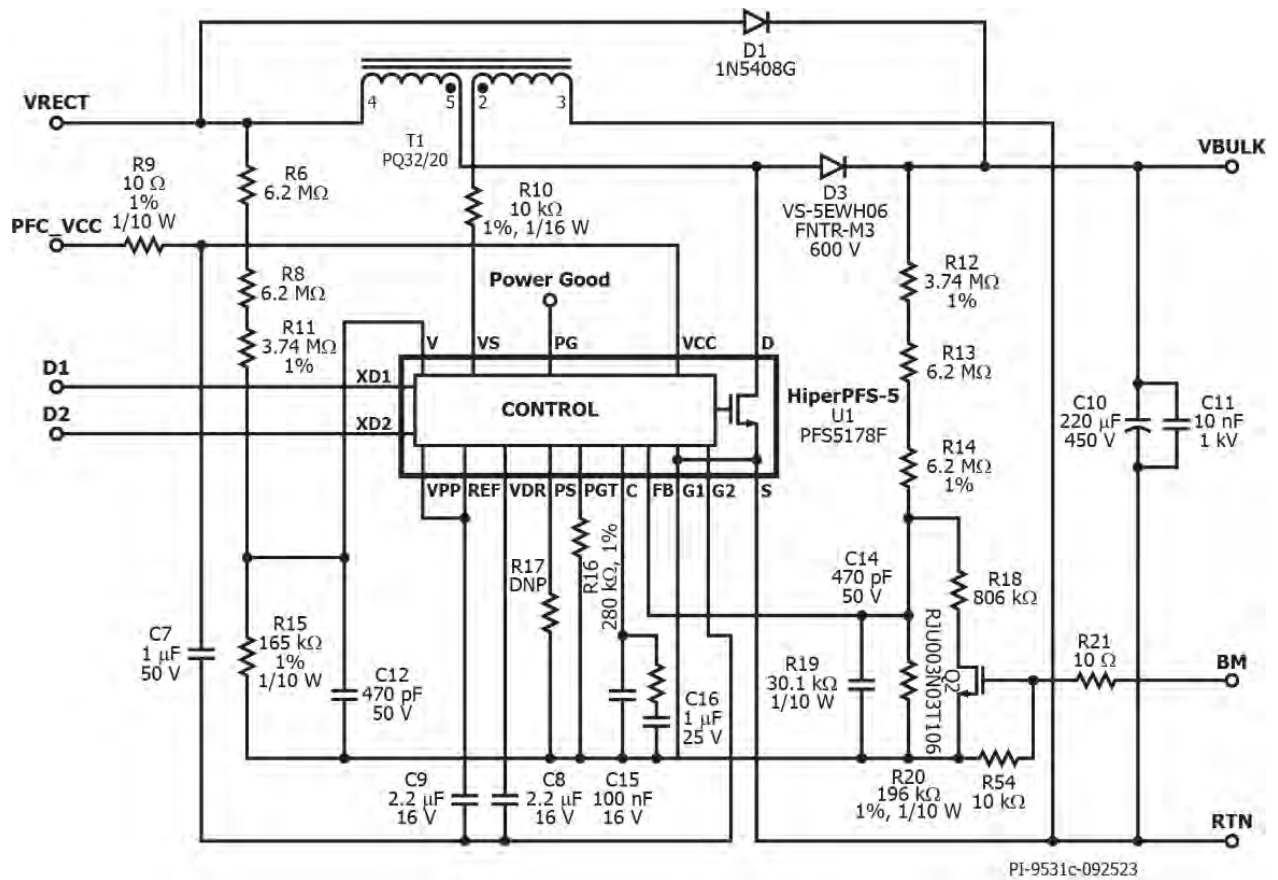 D1
1N5408G
4
5
2
3
VRECT
T1
PQ32/20
VBULK
R9
10 Ω
1%
1/10 W
R6
6.2 MΩ
R10
10 kΩ
1%, 1/16 W
D3
VS-5EWH06
FNTR-M3
600 V
PFC_VCC
R8
6.2 MΩ
Power Good
R12
3.74 MΩ
1%
R11
3.74 MΩ
1%
V
VS
PG
VCC
D
R13
6.2 MΩ
D1
XD1
D2
XD2
CONTROL
HiperPFS-5
U1
PFS5178F
C10
220 µF
450 V
C11
10 nF
1 kV
R14
6.2 MΩ
1%
VPP
REF
VDR
PS
PGT
C
FB
G1
G2
S
R17
DNP
R16
280 kΩ, 1%
C14
470 pF
50 V
R18
806 kΩ
R15
165 kΩ
1%
1/10 W
C7
1 µF
50 V
C12
470 pF
50 V
C16
1 µF
25 V
R19
30.1 kΩ
1/10 W
RJU003N03T106
Q2
R21
10 Ω
BM
C9
2.2 µF
16 V
C8
2.2 µF
16 V
C15
100 nF
16 V
R20
196 kΩ
1%, 1/10 W
R54
10 kΩ
RTN
PI-9531c-092523